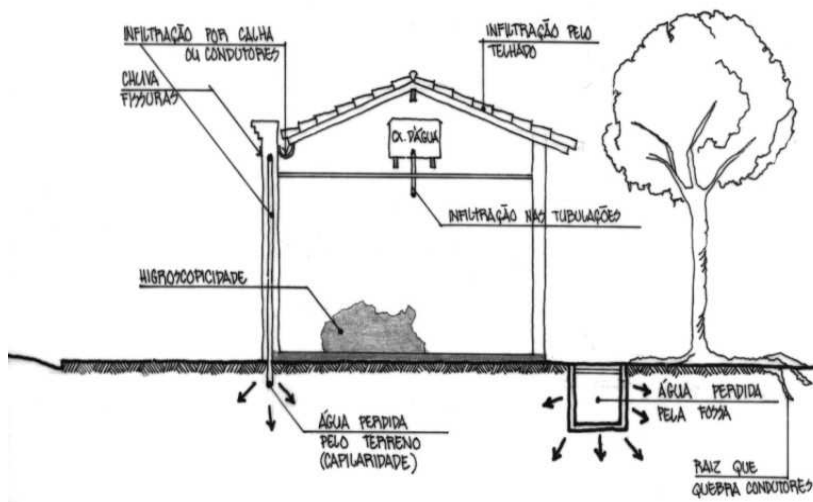 INFILTRAÇÃO POR CALHA
OU CONDUTORES
CHUVA
FISSURAS
INFILTRAÇÃO PELO
TELHADO
CX. D'ÁGUA
INFILTRAÇÃO NAS TUBULAÇÕES
HIGROSCOPICIDADE
ÁGUA PERDIDA
PELO TERRENO
(CAPILARIDADE)
ÁGUA PERDIDA
PELA FOSSA
RAIZ QUE
QUEBRA CONDUTORES